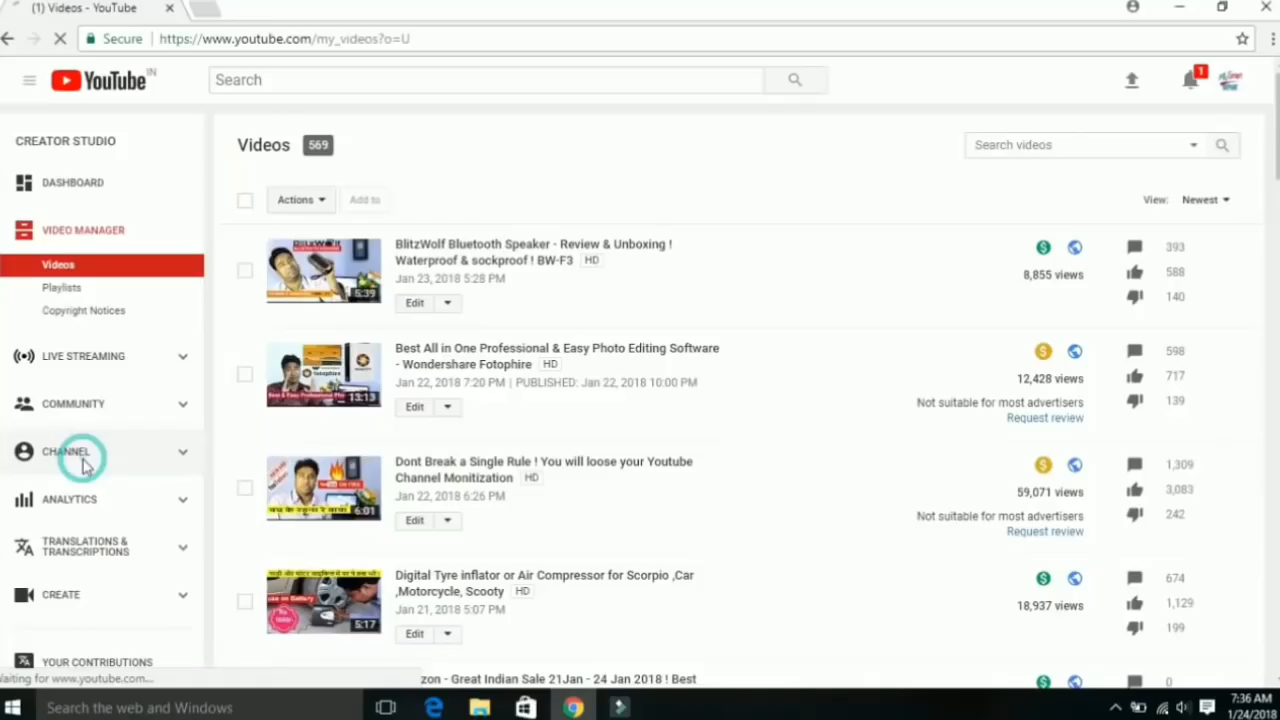 (1) Videos - YouTube
Secure
https://www.youtube.com/my_videos?o=U
YouTube IN
Search
1
CREATOR STUDIO
Videos 569
Search videos
DASHBOARD
Actions
Add to
View: Newest
VIDEO MANAGER
Videos
Playlists
Copyright Notices
LIVE STREAMING
COMMUNITY
CHANNEL
ANALYTICS
TRANSLATIONS &
TRANSCRIPTIONS
CREATE
YOUR CONTRIBUTIONS
BlitzWolf Bluetooth Speaker - Review & Unboxing !
Waterproof & sockproof ! BW-F3 HD
Jan 23, 2018 5:28 PM
Edit
5:39
8,855 views
393
588
140
Best All in One Professional & Easy Photo Editing Software
- Wondershare Fotophire HD
Jan 22, 2018 7:20 PM | PUBLISHED: Jan 22, 2018 10:00 PM
Edit
13:13
12,428 views
Not suitable for most advertisers
Request review
598
717
139
Dont Break a Single Rule ! You will loose your Youtube
Channel Monitization HD
Jan 22, 2018 6:26 PM
Edit
6:01
59,071 views
Not suitable for most advertisers
Request review
1,309
3,083
242
Digital Tyre inflator or Air Compressor for Scorpio ,Car
,Motorcycle, Scooty HD
Jan 21, 2018 5:07 PM
Edit
5:17
18,937 views
674
1,129
199
zon - Great Indian Sale 21Jan - 24 Jan 2018 ! Best
0
aiting for www.youtube.com...
Search the web and Windows
7:36 AM
1/24/2018